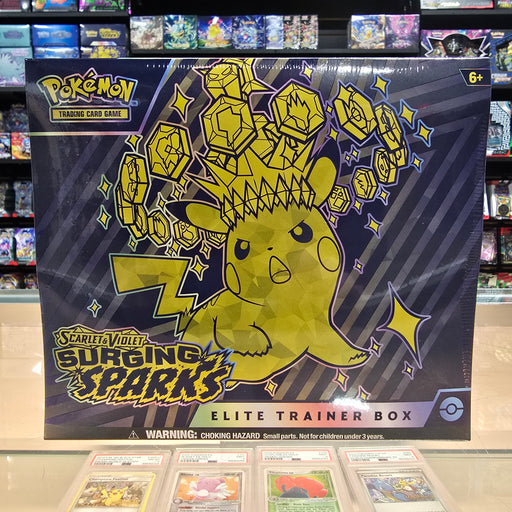 Pokémon
TRADING CARD GAME
6+
SCARLET & VIOLET
SURGING
SPARKS
ELITE TRAINER BOX
⚠ WARNING: CHOKING HAZARD Small parts. Not for children under 3 years.